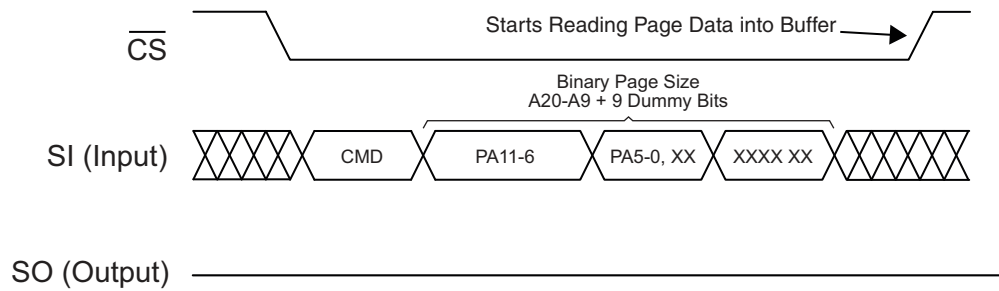 Starts Reading Page Data into Buffer
CS
Binary Page Size
A20-A9 + 9 Dummy Bits
SI (Input)
CMD
PA11-6
PA5-0, XX
XXXX XX
SO (Output)